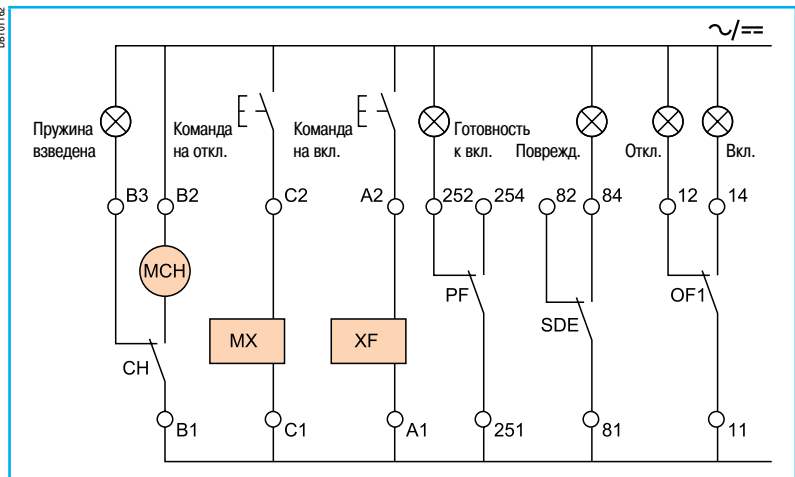 DB101162
~/==
Пружина
взведена
Команда
на откл.
Команда
на вкл.
Готовность
к вкл.
Поврежд.
Откл.
Вкл.
B3
B2
C2
A2
252
254
82
84
12
14
MCH
CH
MX
XF
PF
SDE
OF1
B1
C1
A1
251
81
11